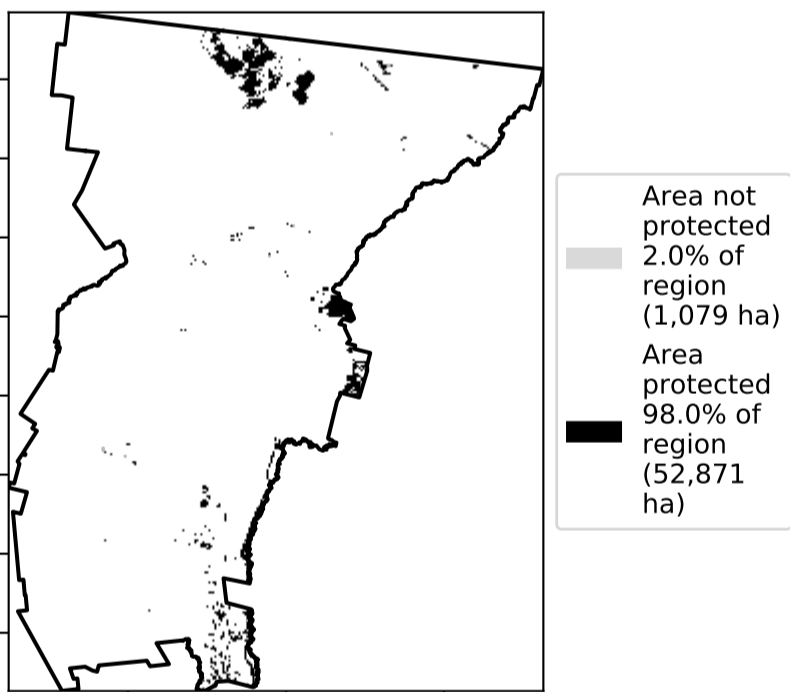 Area not
protected
2.0% of
region
(1,079 ha)
Area
protected
98.0% of
region
(52,871
ha)